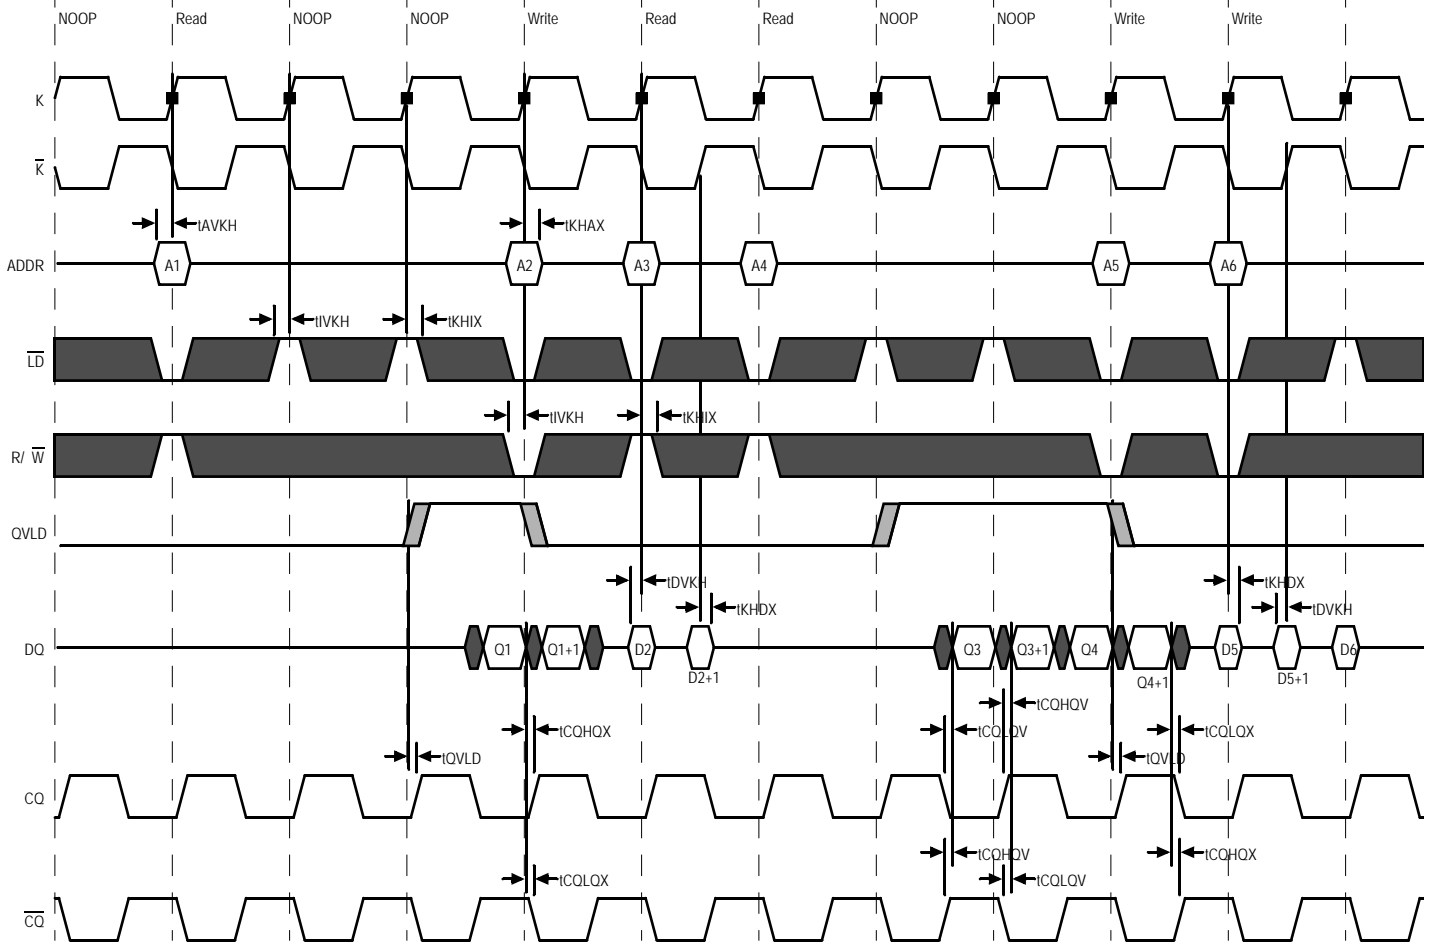 NOOP Read NOOP NOOP Write Read Read NOOP NOOP Write Write
K
K
tAVKH tKHAX
ADDR A1 A2 A3 A4 A5 A6
tIVKH tKHIX
LD
tIVKH tKHIX
R/ W
QVLD
tDVKH tKHDX
tKHDX tDVKH
DQ Q1 Q1+1 D2 Q3 Q3+1 Q4 D5 D6
D2+1 Q4+1 D5+1
tCQHQV
tCQHQX tCQLQV tCQLQX
tQVLD tQVLD
CQ
tCQHQV tCQHQX
tCQLQX tCQLQV
CQ